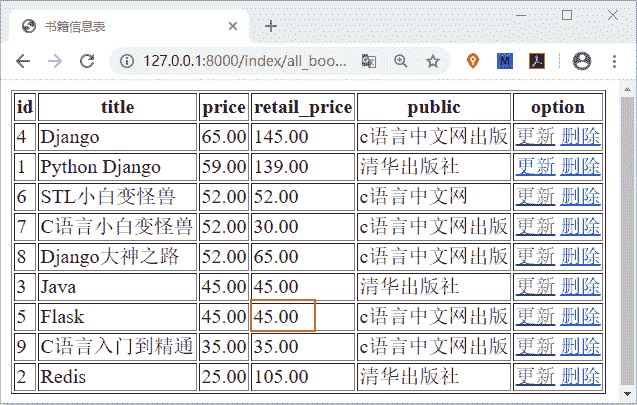 书籍信息表
127.0.0.1:8000/index/all_boo...
id title price retail_price public option
4 Django 65.00 145.00 c语言中文网出版 更新 删除
1 Python Django 59.00 139.00 清华出版社 更新 删除
6 STL小白变怪兽 52.00 52.00 c语言中文网 更新 删除
7 C语言小白变怪兽 52.00 30.00 c语言中文网出版 更新 删除
8 Django大神之路 52.00 65.00 c语言中文网出版 更新 删除
3 Java 45.00 45.00 清华出版社 更新 删除
5 Flask 45.00 45.00 c语言中文网出版 更新 删除
9 C语言入门到精通 35.00 35.00 c语言中文网出版 更新 删除
2 Redis 25.00 105.00 清华出版社 更新 删除